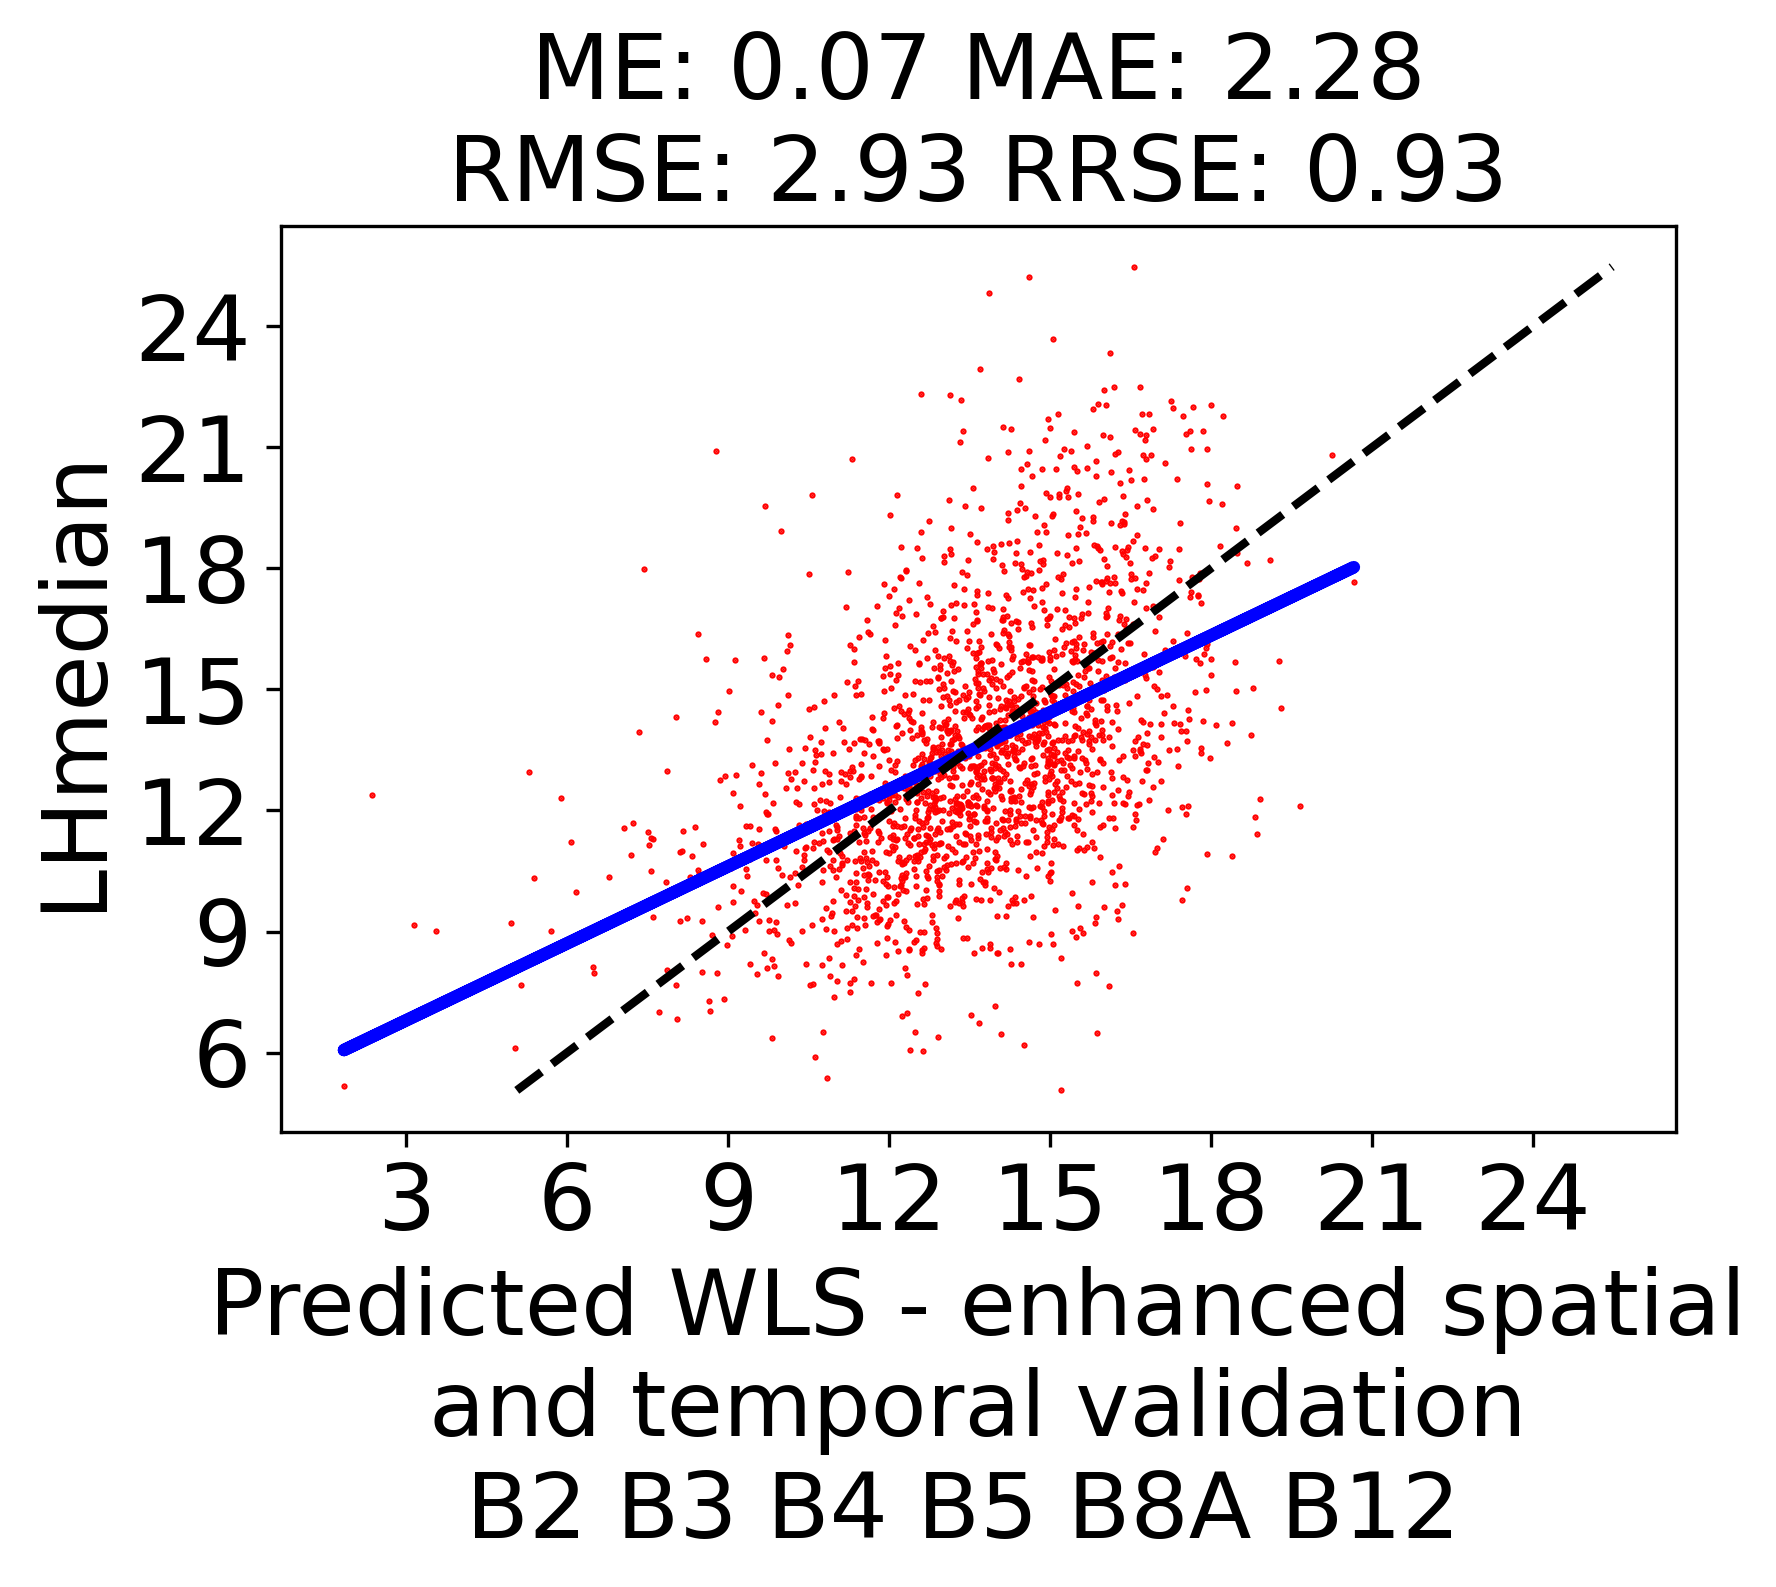 ME: 0.07 MAE: 2.28
RMSE: 2.93 RRSE: 0.93
LHmedian
24
21
18
15
12
9
6
3 6 9 12 15 18 21 24
Predicted WLS - enhanced spatial
and temporal validation
B2 B3 B4 B5 B8A B12